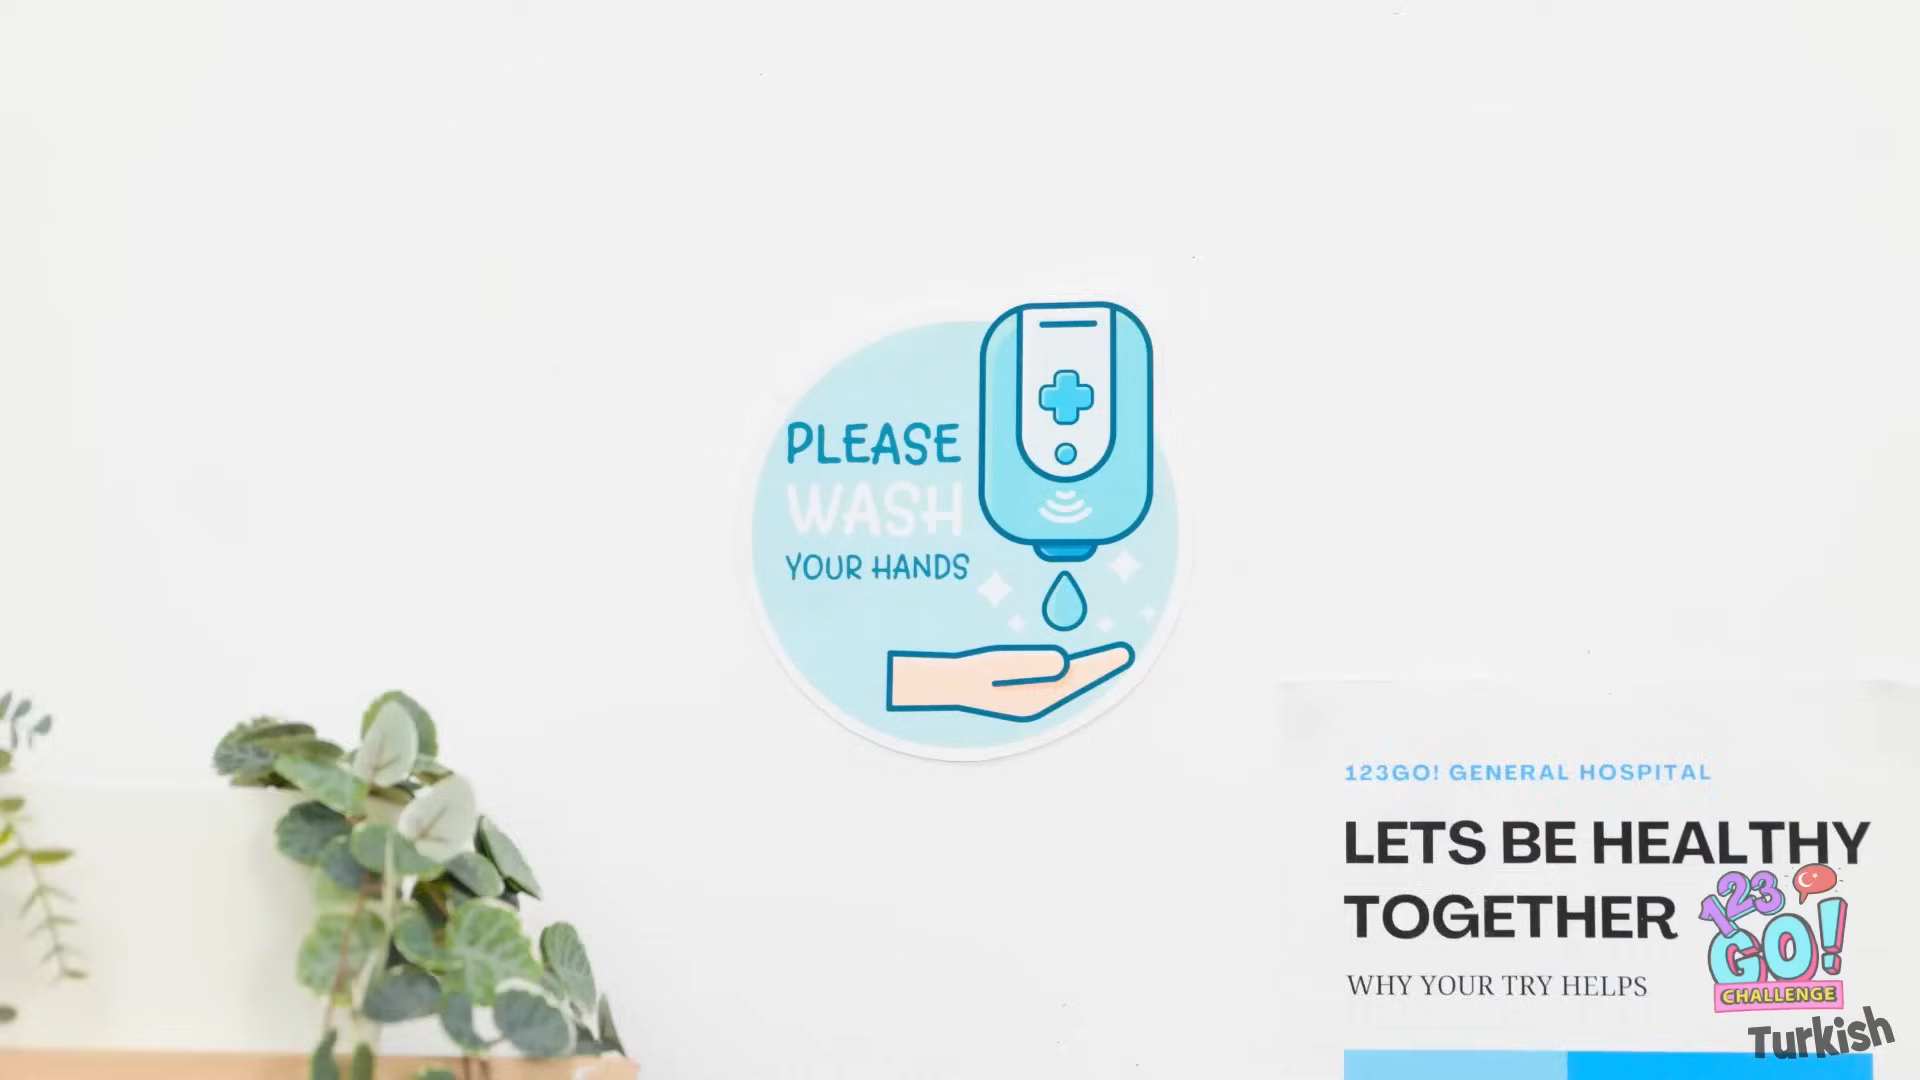 PLEASE
WASH
YOUR HANDS
123GO! GENERAL HOSPITAL
LETS BE HEALTHY
TOGETHER
WHY YOUR TRY HELPS
123
GO!
CHALLENGE
Turkish